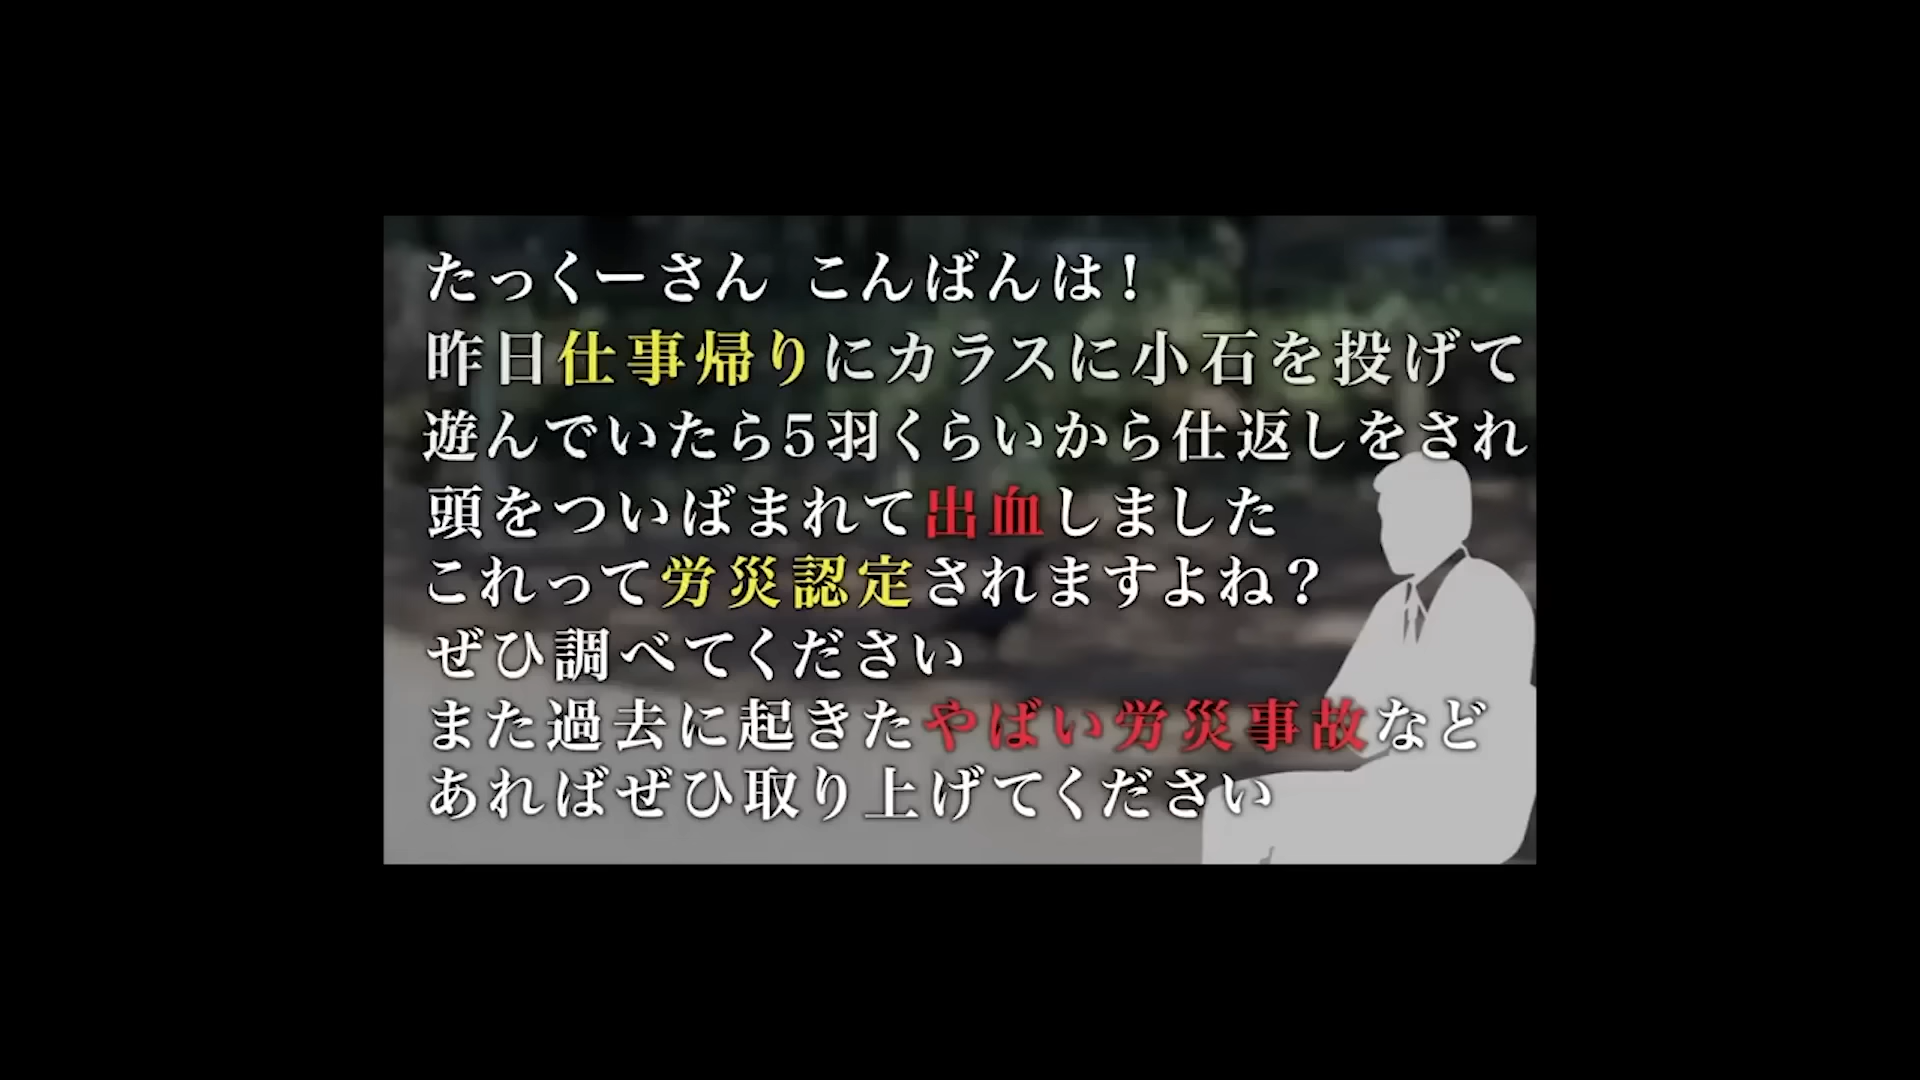 たっくーさん こんばんは！
昨日仕事帰りにカラスに小石を投げて
遊んでいたら5羽くらいから仕返しをされ
頭をついばまれて出血しました
これって労災認定されますよね？
ぜひ調べてください
また過去に起きたやばい労災事故など
あればぜひ取り上げてください